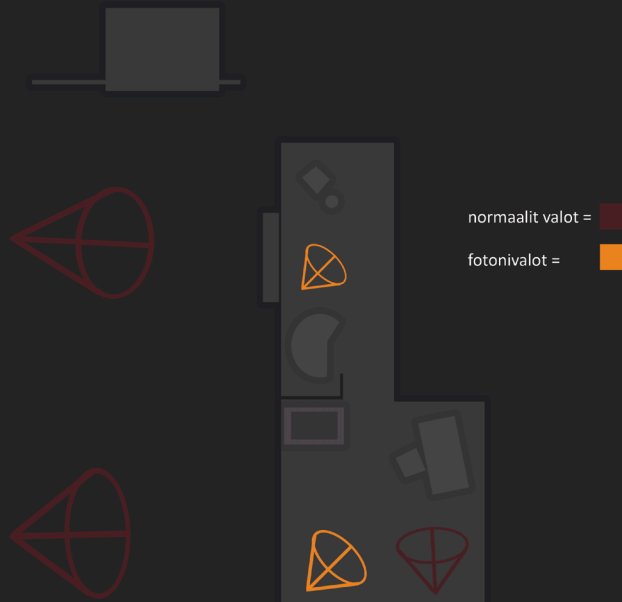 normaalit valot =
fotonivalot =